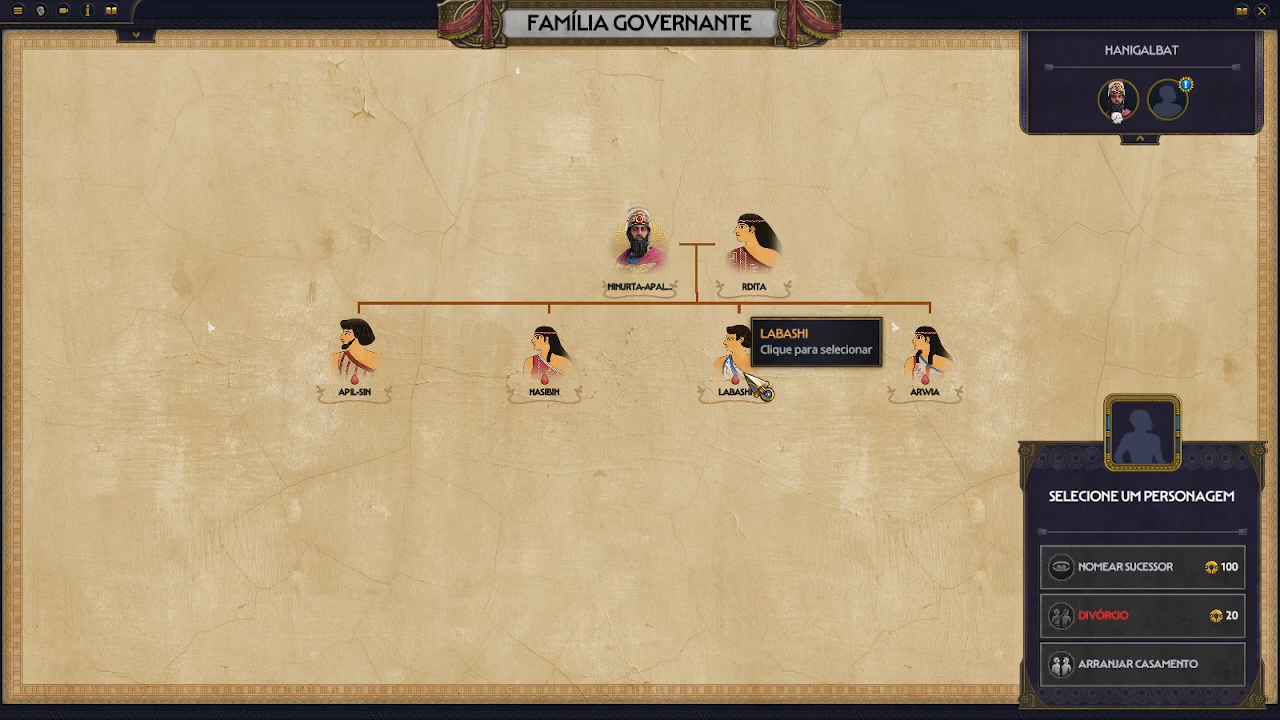 FAMÍLIA GOVERNANTE
HANIGALBAT
NINURTA-APAL...
RDITA
LABASHI
Clique para selecionar
APIL-SIN
NASIBIN
LABASHI
ARWIA
SELECIONE UM PERSONAGEM
NOMEAR SUCESSOR 100
DIVÓRCIO 20
ARRANJAR CASAMENTO